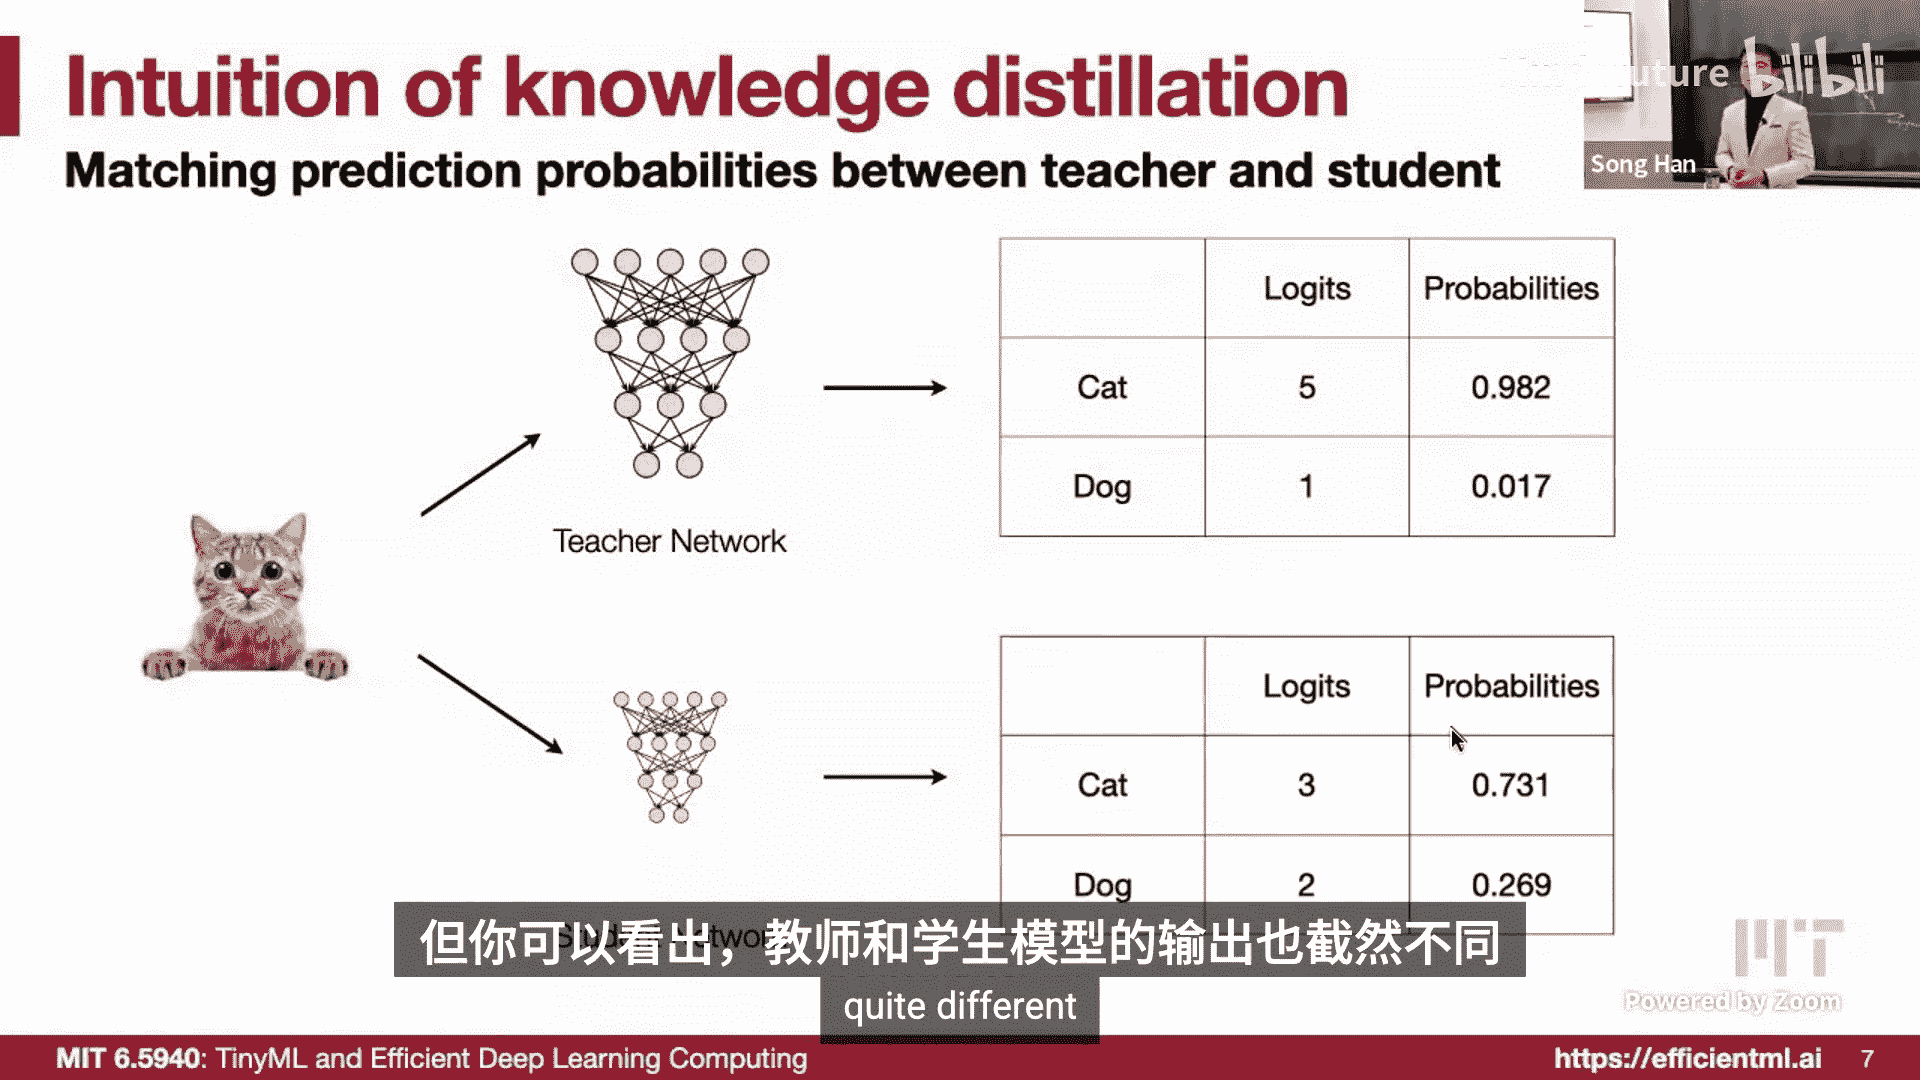 Intuition of knowledge distillation
Matching prediction probabilities between teacher and student
uture bilibili
Song Han
Logits Probabilities
Cat 5 0.982
Dog 1 0.017
Teacher Network
Logits Probabilities
Cat 3 0.731
Dog 2 0.269
但你可以看出，教师和学生模型的输出也截然不同
quite different
MIT
Powered by Zoom
MIT 6.5940: TinyML and Efficient Deep Learning Computing
https://efficientml.ai 7